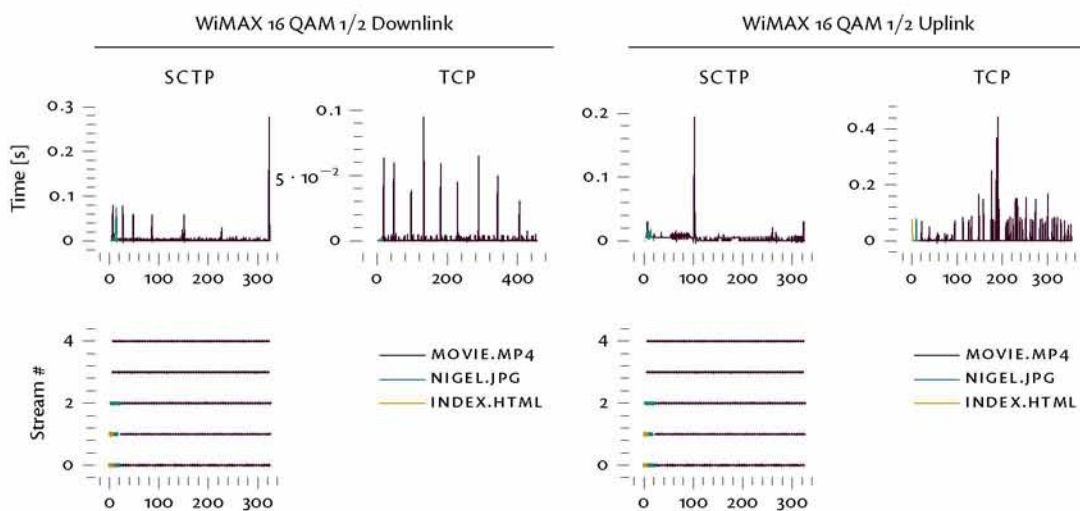 WiMAX 16 QAM 1/2 Downlink
WiMAX 16 QAM 1/2 Uplink
SCTP
TCP
SCTP
TCP
Time [s]
0.3
0.2
0.1
0
0 100 200 300
0.1
5 · 10⁻²
0
0 200 400
0.2
0.1
0
0 100 200 300
0.4
0.2
0
0 100 200 300
Stream #
4
2
0
0 100 200 300
MOVIE.MP4
NIGEL.JPG
INDEX.HTML
4
2
0
0 100 200 300
MOVIE.MP4
NIGEL.JPG
INDEX.HTML